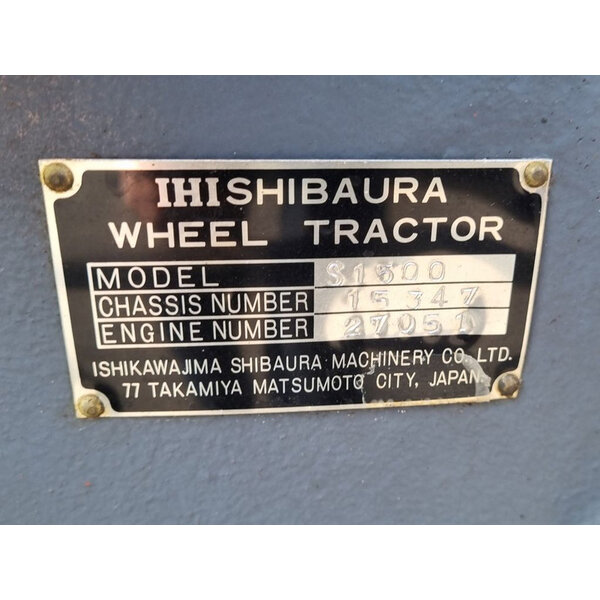 IHI SHIBAURA
WHEEL TRACTOR
MODEL S1500
CHASSIS NUMBER 15347
ENGINE NUMBER 27051
ISHIKAWAJIMA SHIBAURA MACHINERY CO. LTD.
77 TAKAMIYA MATSUMOTO CITY, JAPAN.